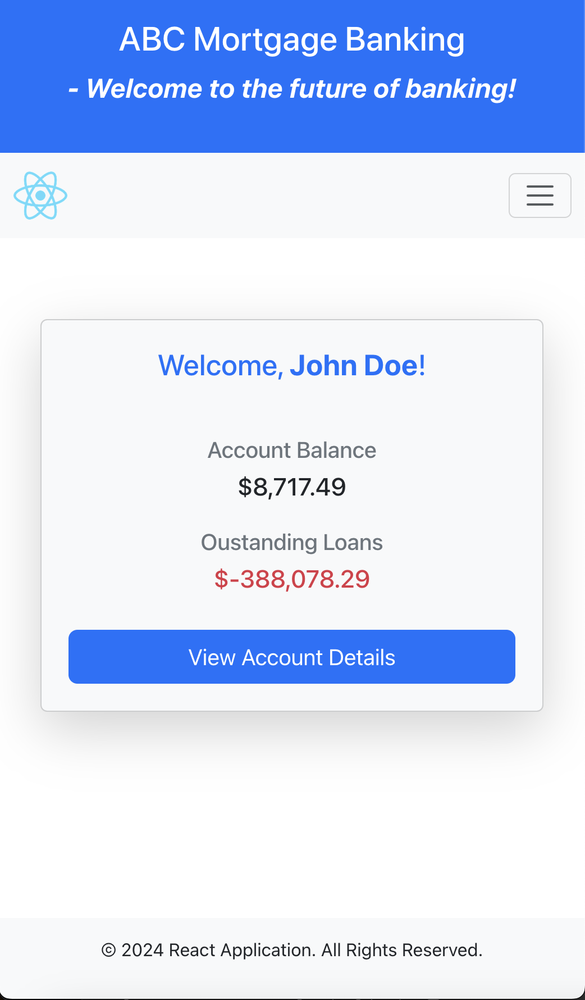 ABC Mortgage Banking
- Welcome to the future of banking!
Welcome, John Doe!
Account Balance
$8,717.49
Oustanding Loans
$-388,078.29
View Account Details
© 2024 React Application. All Rights Reserved.